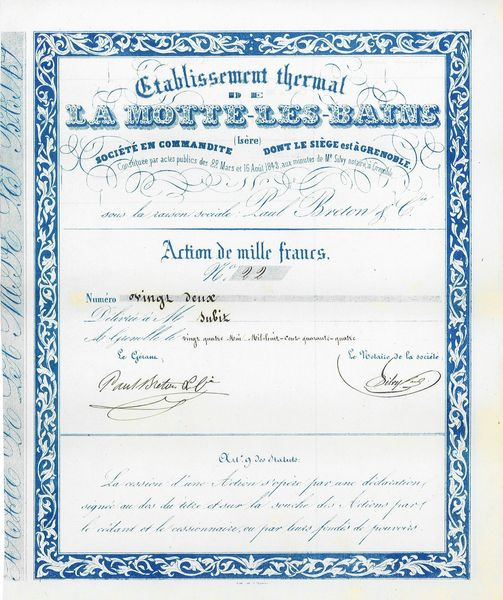 Etablissement thermal
DE
LA MOTTE-LES-BAINS
(Isère)
SOCIÉTÉ EN COMMANDITE DONT LE SIÈGE est à GRENOBLE.
Constituée par actes publics des 22 Mars et 16 Août 1843, aux minutes de Me Silvy notaire à Grenoble
sous la raison sociale: Paul Breton & Cie
Action de mille francs.
No 22
Numéro vingt deux
Délivrée à M Subit
A Grenoble le vingt quatre Mai Mil-huit-cent-quarante-quatre
Le Gérant Le Notaire de la société
Paul Breton & Cie Silvy
Art. 9 des statuts:
La cession d'une Action s'opère par une déclaration
signée au dos du titre et sur la souche des Actions par
le cédant et le cessionnaire, ou par leurs fondés de pouvoirs.